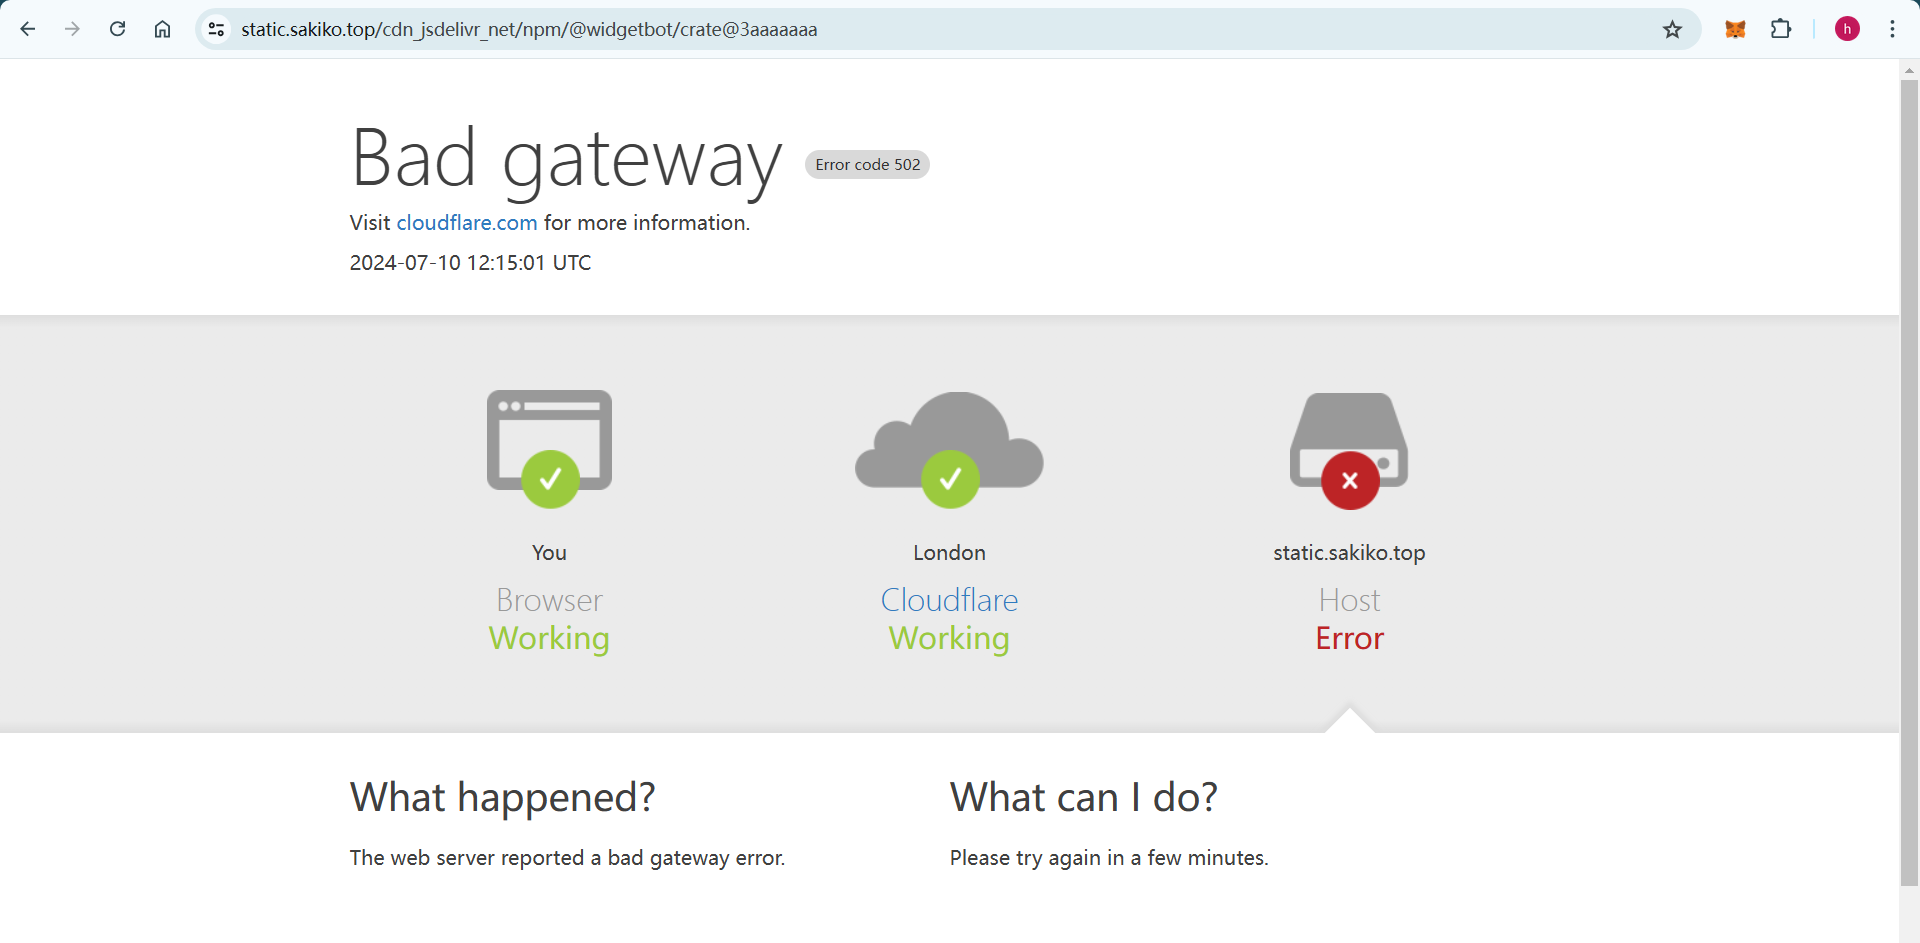 static.sakiko.top/cdn_jsdelivr_net/npm/@widgetbot/crate@3aaaaaaa
h
Bad gateway Error code 502
Visit cloudflare.com for more information.
2024-07-10 12:15:01 UTC
You
Browser
Working
London
Cloudflare
Working
static.sakiko.top
Host
Error
What happened?
The web server reported a bad gateway error.
What can I do?
Please try again in a few minutes.